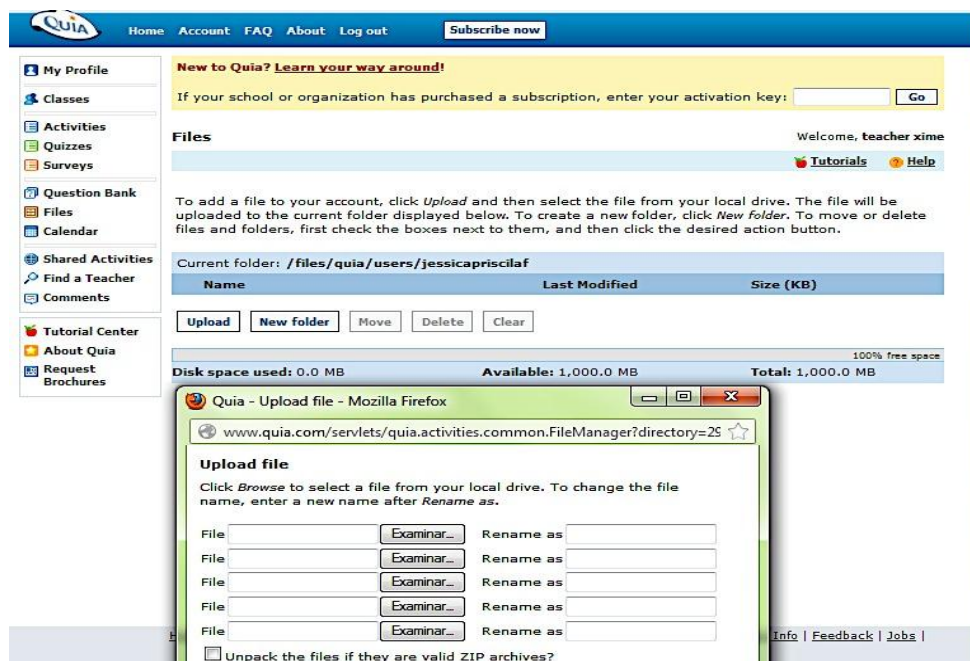 QUIA
Home Account FAQ About Log out Subscribe now
My Profile
Classes
Activities
Quizzes
Surveys
Question Bank
Files
Calendar
Shared Activities
Find a Teacher
Comments
Tutorial Center
About Quia
Request
Brochures
New to Quia? Learn your way around!
If your school or organization has purchased a subscription, enter your activation key: Go
Files Welcome, teacher xime
Tutorials Help
To add a file to your account, click Upload and then select the file from your local drive. The file will be
uploaded to the current folder displayed below. To create a new folder, click New folder. To move or delete
files and folders, first check the boxes next to them, and then click the desired action button.
Current folder: /files/quia/users/jessicapriscilaf
Name Last Modified Size (KB)
Upload New folder Move Delete Clear
100% free space
Disk space used: 0.0 MB Available: 1,000.0 MB Total: 1,000.0 MB
Quia - Upload file - Mozilla Firefox
www.quia.com/servlets/quia.activities.common.FileManager?directory=29
Upload file
Click Browse to select a file from your local drive. To change the file
name, enter a new name after Rename as.
File Examinar... Rename as
File Examinar... Rename as
File Examinar... Rename as
File Examinar... Rename as
File Examinar... Rename as
Unpack the files if they are valid ZIP archives?
Info | Feedback | Jobs |